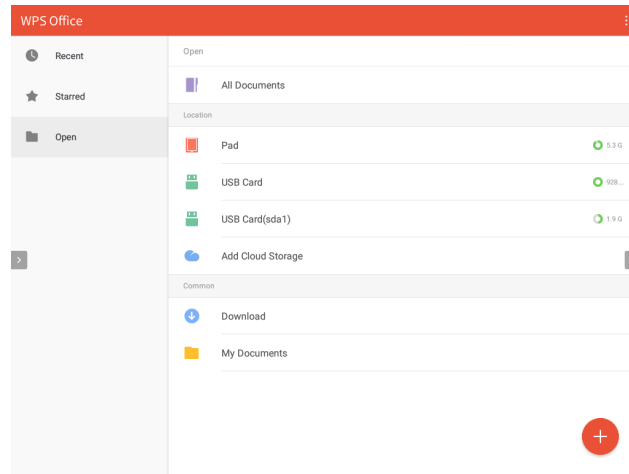 WPS Office
Recent
Starred
Open
Open
All Documents
Location
Pad
5.3 G
USB Card
928...
USB Card(sda1)
1.9 G
Add Cloud Storage
Common
Download
My Documents